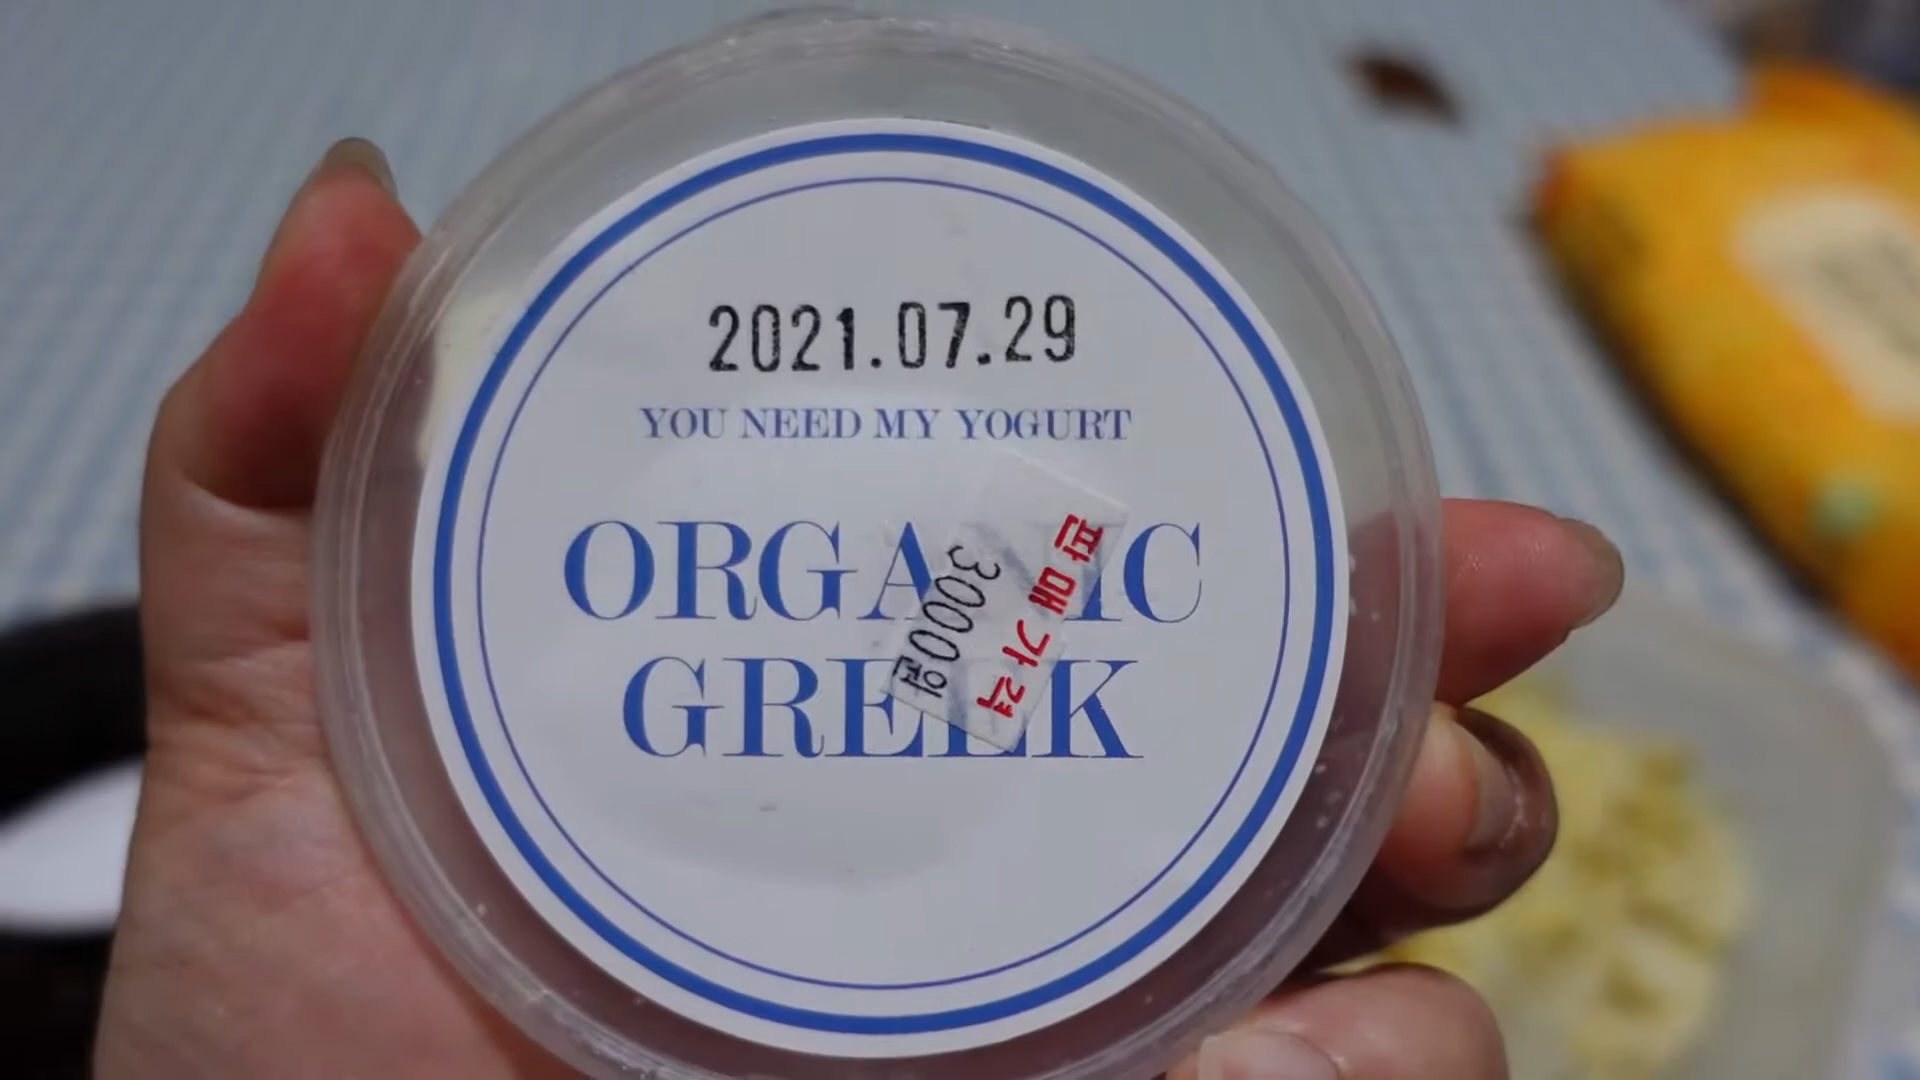 2021.07.29
YOU NEED MY YOGURT
ORGANIC
GREEK
판매가격
3000원